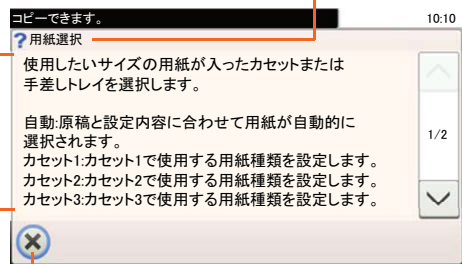 コピーできます。
10:10
?用紙選択
使用したいサイズの用紙が入ったカセットまたは
手差しトレイを選択します。
自動:原稿と設定内容に合わせて用紙が自動的に
選択されます。
カセット1:カセット1で使用する用紙種類を設定します。
カセット2:カセット2で使用する用紙種類を設定します。
カセット3:カセット3で使用する用紙種類を設定します。
1/2